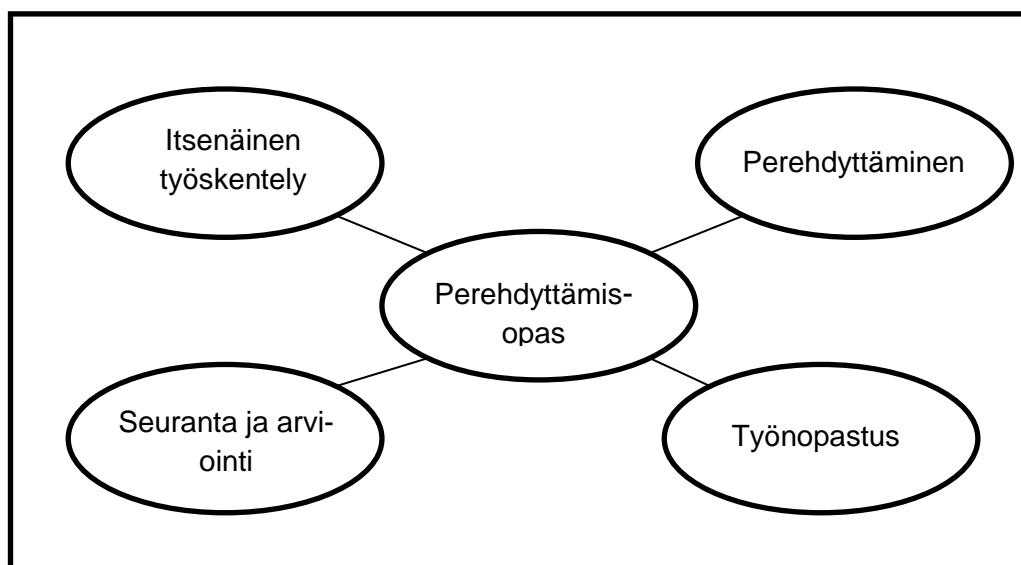 Itsenäinen
työskentely
Perehdyttäminen
Perehdyttämis-
opas
Seuranta ja arvi-
ointi
Työnopastus